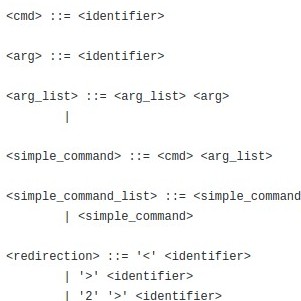 <cmd> ::= <identifier>
<arg> ::= <identifier>
<arg_list> ::= <arg_list> <arg>
|
<simple_command> ::= <cmd> <arg_list>
<simple_command_list> ::= <simple_command
| <simple_command>
<redirection> ::= '<' <identifier>
| '>' <identifier>
| '2' '>' <identifier>